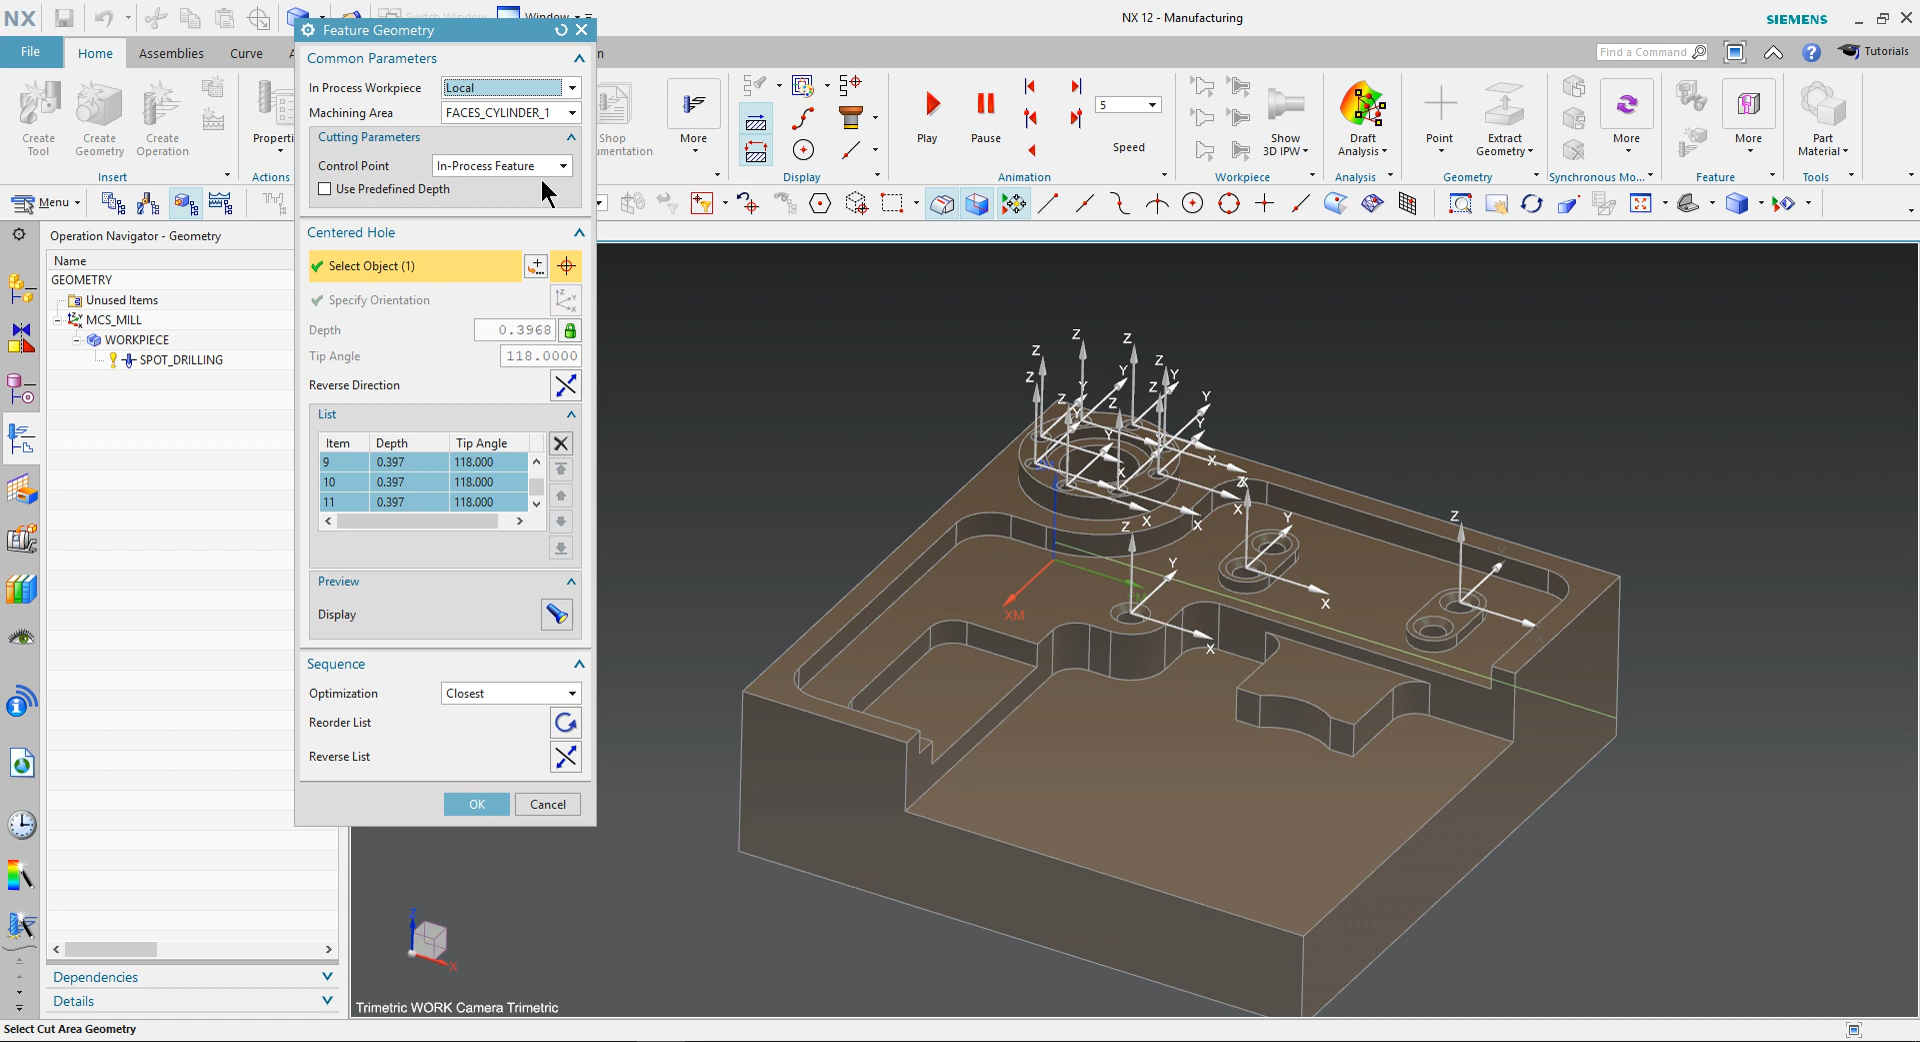 NX
Switch Window
Window
NX 12 - Manufacturing
SIEMENS
Feature Geometry
File
Home
Assemblies
Curve
Find a Command
Tutorials
Create Tool
Create Geometry
Create Operation
Insert
Actions
Shop
More
Display
Play
Pause
5
Speed
Animation
Show 3D IPW
Workpiece
Draft Analysis
Analysis
Point
Extract Geometry
Geometry
More
Synchronous Mo...
More
Feature
Part Material
Tools
Menu
Operation Navigator - Geometry
Name
GEOMETRY
Unused Items
MCS_MILL
WORKPIECE
SPOT_DRILLING
Dependencies
Details
Common Parameters
In Process Workpiece
Local
Machining Area
FACES_CYLINDER_1
Cutting Parameters
Control Point
In-Process Feature
Use Predefined Depth
Centered Hole
Select Object (1)
Specify Orientation
Depth
0.3968
Tip Angle
118.0000
Reverse Direction
List
Item Depth Tip Angle
9 0.397 118.000
10 0.397 118.000
11 0.397 118.000
Preview
Display
Sequence
Optimization
Closest
Reorder List
Reverse List
OK
Cancel
XM
X
Y
Z
Trimetric WORK Camera Trimetric
Select Cut Area Geometry